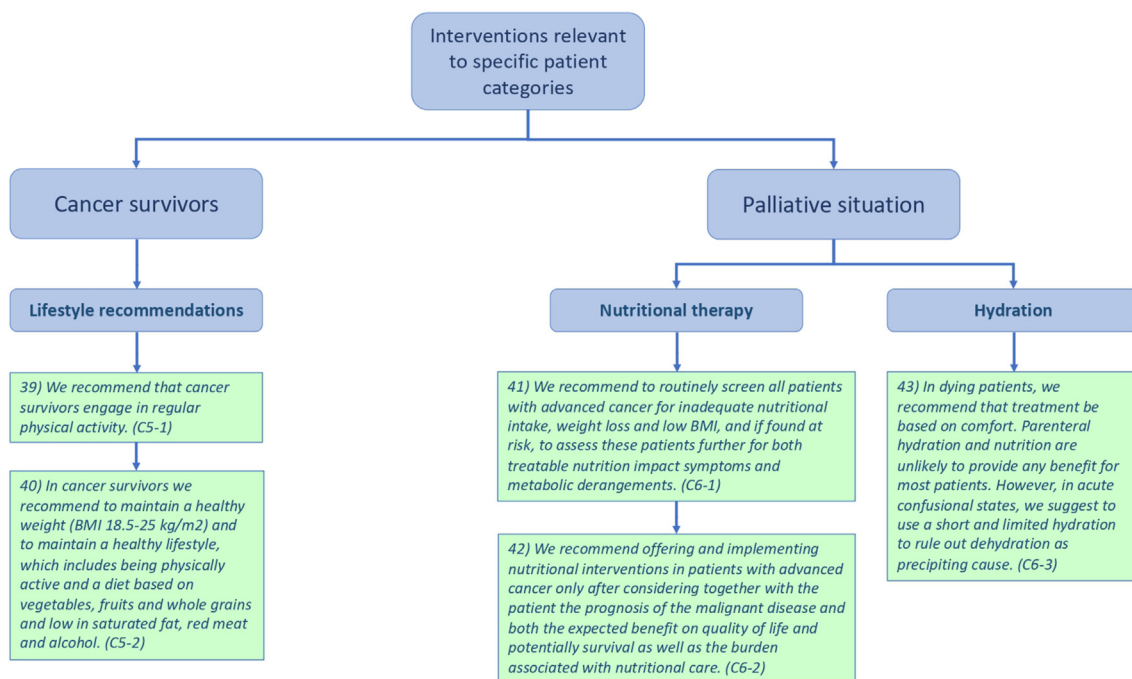 Interventions relevant
to specific patient
categories
Cancer survivors
Lifestyle recommendations
39) We recommend that cancer
survivors engage in regular
physical activity. (C5-1)
40) In cancer survivors we
recommend to maintain a healthy
weight (BMI 18.5-25 kg/m2) and
to maintain a healthy lifestyle,
which includes being physically
active and a diet based on
vegetables, fruits and whole grains
and low in saturated fat, red meat
and alcohol. (C5-2)
Palliative situation
Nutritional therapy
41) We recommend to routinely screen all patients
with advanced cancer for inadequate nutritional
intake, weight loss and low BMI, and if found at
risk, to assess these patients further for both
treatable nutrition impact symptoms and
metabolic derangements. (C6-1)
42) We recommend offering and implementing
nutritional interventions in patients with advanced
cancer only after considering together with the
patient the prognosis of the malignant disease and
both the expected benefit on quality of life and
potentially survival as well as the burden
associated with nutritional care. (C6-2)
Hydration
43) In dying patients, we
recommend that treatment be
based on comfort. Parenteral
hydration and nutrition are
unlikely to provide any benefit for
most patients. However, in acute
confusional states, we suggest to
use a short and limited hydration
to rule out dehydration as
precipiting cause. (C6-3)